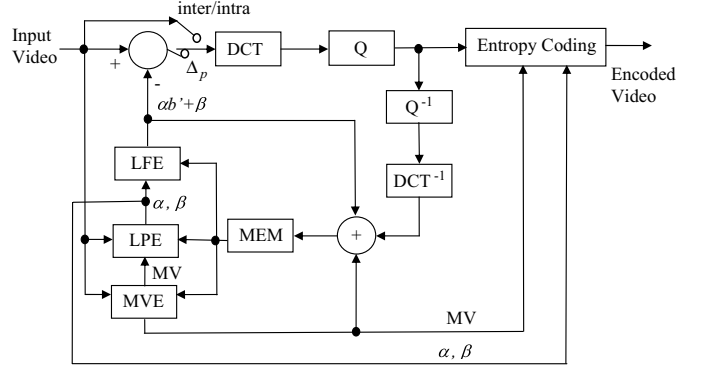 inter/intra
Input
Video
+
-
Δp
DCT
Q
Entropy Coding
Encoded
Video
αb'+β
Q-1
DCT-1
LFE
α, β
LPE
MEM
+
MV
MVE
MV
α, β